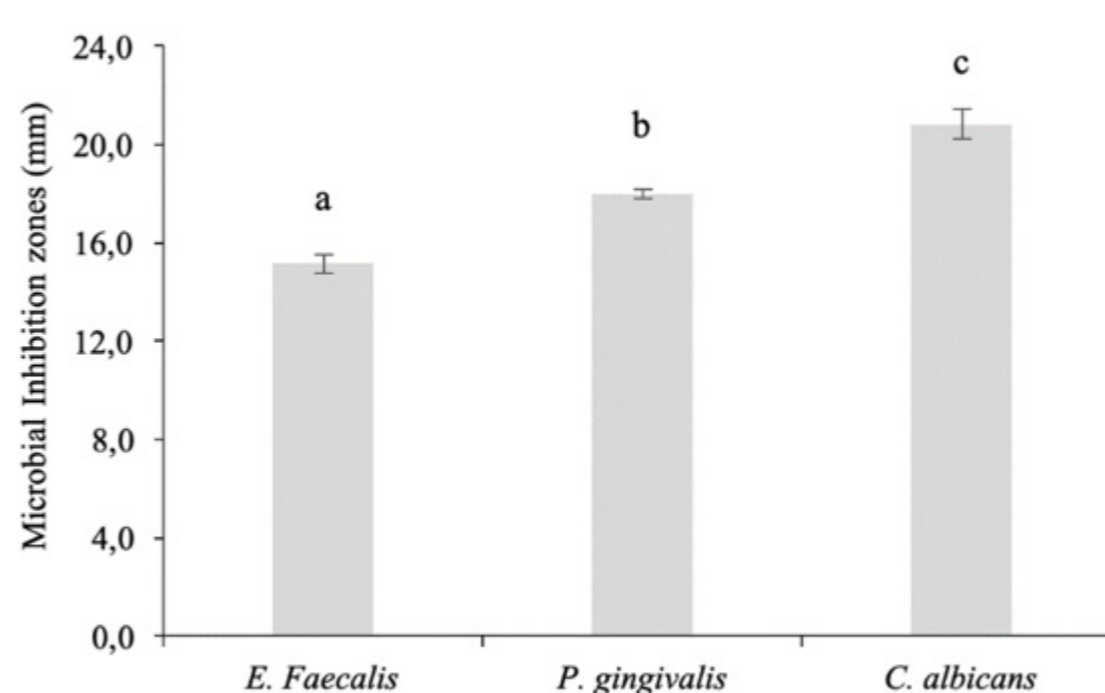 Microbial Inhibition zones (mm)
24,0
20,0
16,0
12,0
8,0
4,0
0,0
a
b
c
E. Faecalis
P. gingivalis
C. albicans